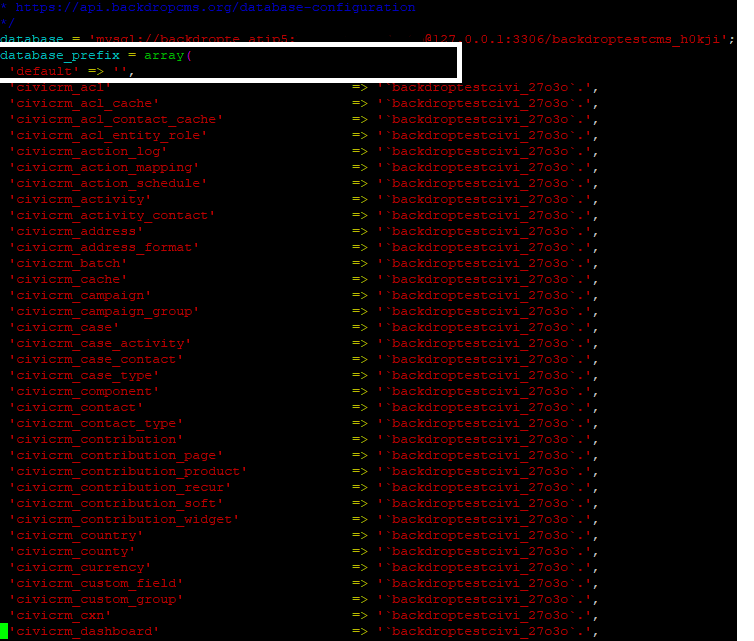 * https://api.backdropcms.org/database-configuration
*/
database = 'mysql://backdropte_atjn5: @127.0.0.1:3306/backdroptestcms_h0kji';
database_prefix = array(
'default' => '',
'civicrm_acl' => '`backdroptestcivi_27o3o`.',
'civicrm_acl_cache' => '`backdroptestcivi_27o3o`.',
'civicrm_acl_contact_cache' => '`backdroptestcivi_27o3o`.',
'civicrm_acl_entity_role' => '`backdroptestcivi_27o3o`.',
'civicrm_action_log' => '`backdroptestcivi_27o3o`.',
'civicrm_action_mapping' => '`backdroptestcivi_27o3o`.',
'civicrm_action_schedule' => '`backdroptestcivi_27o3o`.',
'civicrm_activity' => '`backdroptestcivi_27o3o`.',
'civicrm_activity_contact' => '`backdroptestcivi_27o3o`.',
'civicrm_address' => '`backdroptestcivi_27o3o`.',
'civicrm_address_format' => '`backdroptestcivi_27o3o`.',
'civicrm_batch' => '`backdroptestcivi_27o3o`.',
'civicrm_cache' => '`backdroptestcivi_27o3o`.',
'civicrm_campaign' => '`backdroptestcivi_27o3o`.',
'civicrm_campaign_group' => '`backdroptestcivi_27o3o`.',
'civicrm_case' => '`backdroptestcivi_27o3o`.',
'civicrm_case_activity' => '`backdroptestcivi_27o3o`.',
'civicrm_case_contact' => '`backdroptestcivi_27o3o`.',
'civicrm_case_type' => '`backdroptestcivi_27o3o`.',
'civicrm_component' => '`backdroptestcivi_27o3o`.',
'civicrm_contact' => '`backdroptestcivi_27o3o`.',
'civicrm_contact_type' => '`backdroptestcivi_27o3o`.',
'civicrm_contribution' => '`backdroptestcivi_27o3o`.',
'civicrm_contribution_page' => '`backdroptestcivi_27o3o`.',
'civicrm_contribution_product' => '`backdroptestcivi_27o3o`.',
'civicrm_contribution_recur' => '`backdroptestcivi_27o3o`.',
'civicrm_contribution_soft' => '`backdroptestcivi_27o3o`.',
'civicrm_contribution_widget' => '`backdroptestcivi_27o3o`.',
'civicrm_country' => '`backdroptestcivi_27o3o`.',
'civicrm_county' => '`backdroptestcivi_27o3o`.',
'civicrm_currency' => '`backdroptestcivi_27o3o`.',
'civicrm_custom_field' => '`backdroptestcivi_27o3o`.',
'civicrm_custom_group' => '`backdroptestcivi_27o3o`.',
'civicrm_cxn' => '`backdroptestcivi_27o3o`.',
'civicrm_dashboard' => '`backdroptestcivi_27o3o`.',